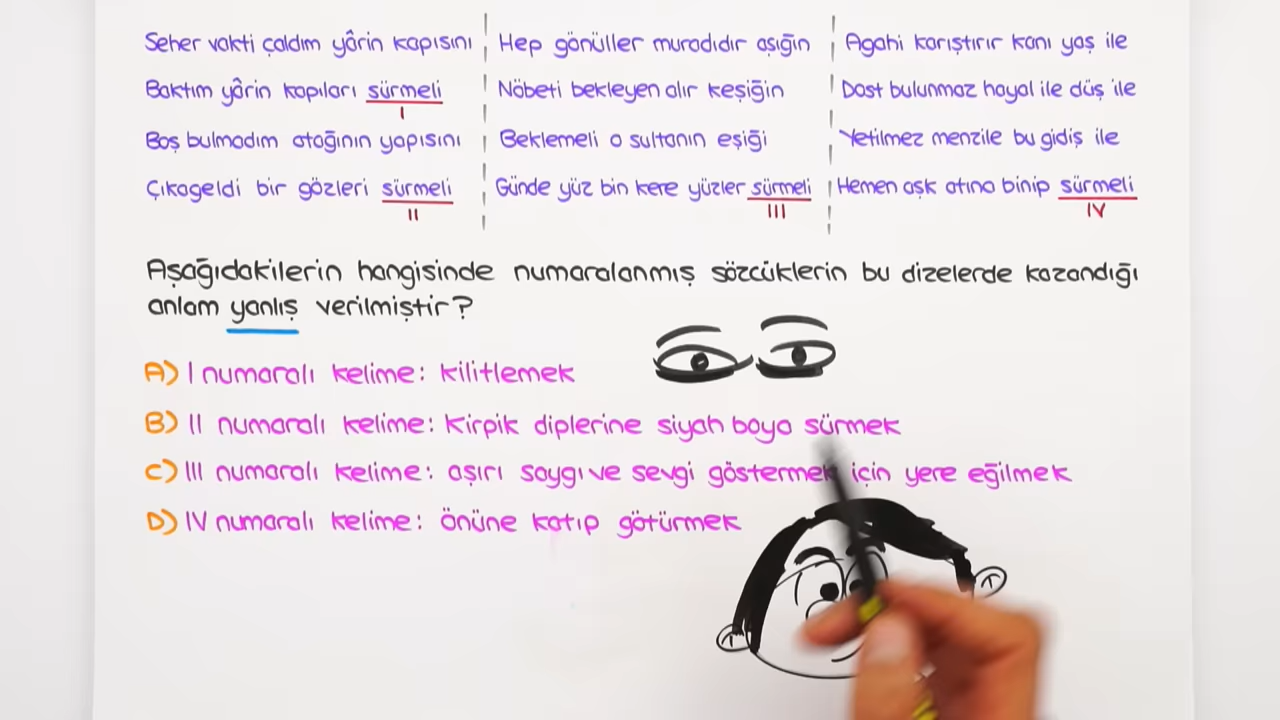 Seher vakti çaldım yârin kapısını
Baktım yârin kapıları sürmeli
I
Boş bulmadım otağının yapısını
Çıkageldi bir gözleri sürmeli
II
Hep gönüller muradıdır aşığın
Nöbeti bekleyen alır keşiğin
Beklemeli o sultanın eşiği
Günde yüz bin kere yüzler sürmeli
III
Agahi karıştırır kanı yaş ile
Dost bulunmaz hayal ile düş ile
Yetilmez menzile bu gidiş ile
Hemen aşk atına binip sürmeli
IV
Aşağıdakilerin hangisinde numaralanmış sözcüklerin bu dizelerde kazandığı
anlam yanlış verilmiştir?
A) I numaralı kelime: kilitlemek
B) II numaralı kelime: Kirpik diplerine siyah boya sürmek
C) III numaralı kelime: aşırı saygı ve sevgi göstermek için yere eğilmek
D) IV numaralı kelime: önüne katıp götürmek